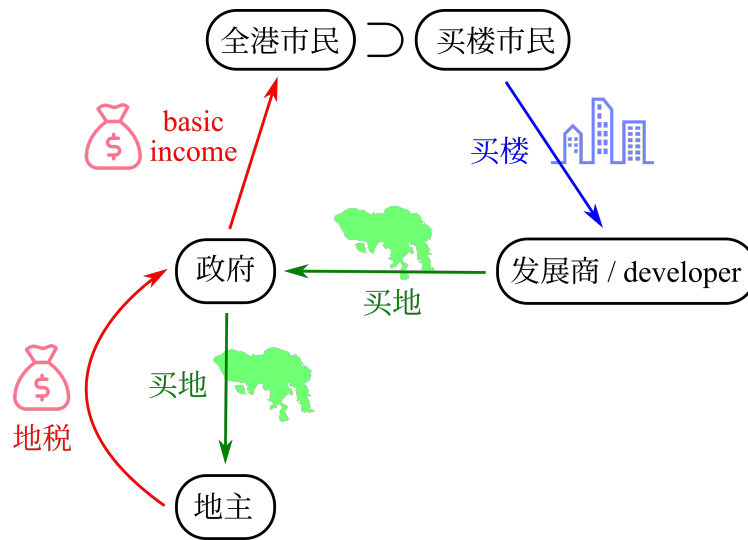 全港市民 ⊃ 买楼市民
basic
income
$
买楼
政府
发展商 / developer
买地
买地
$
地税
地主